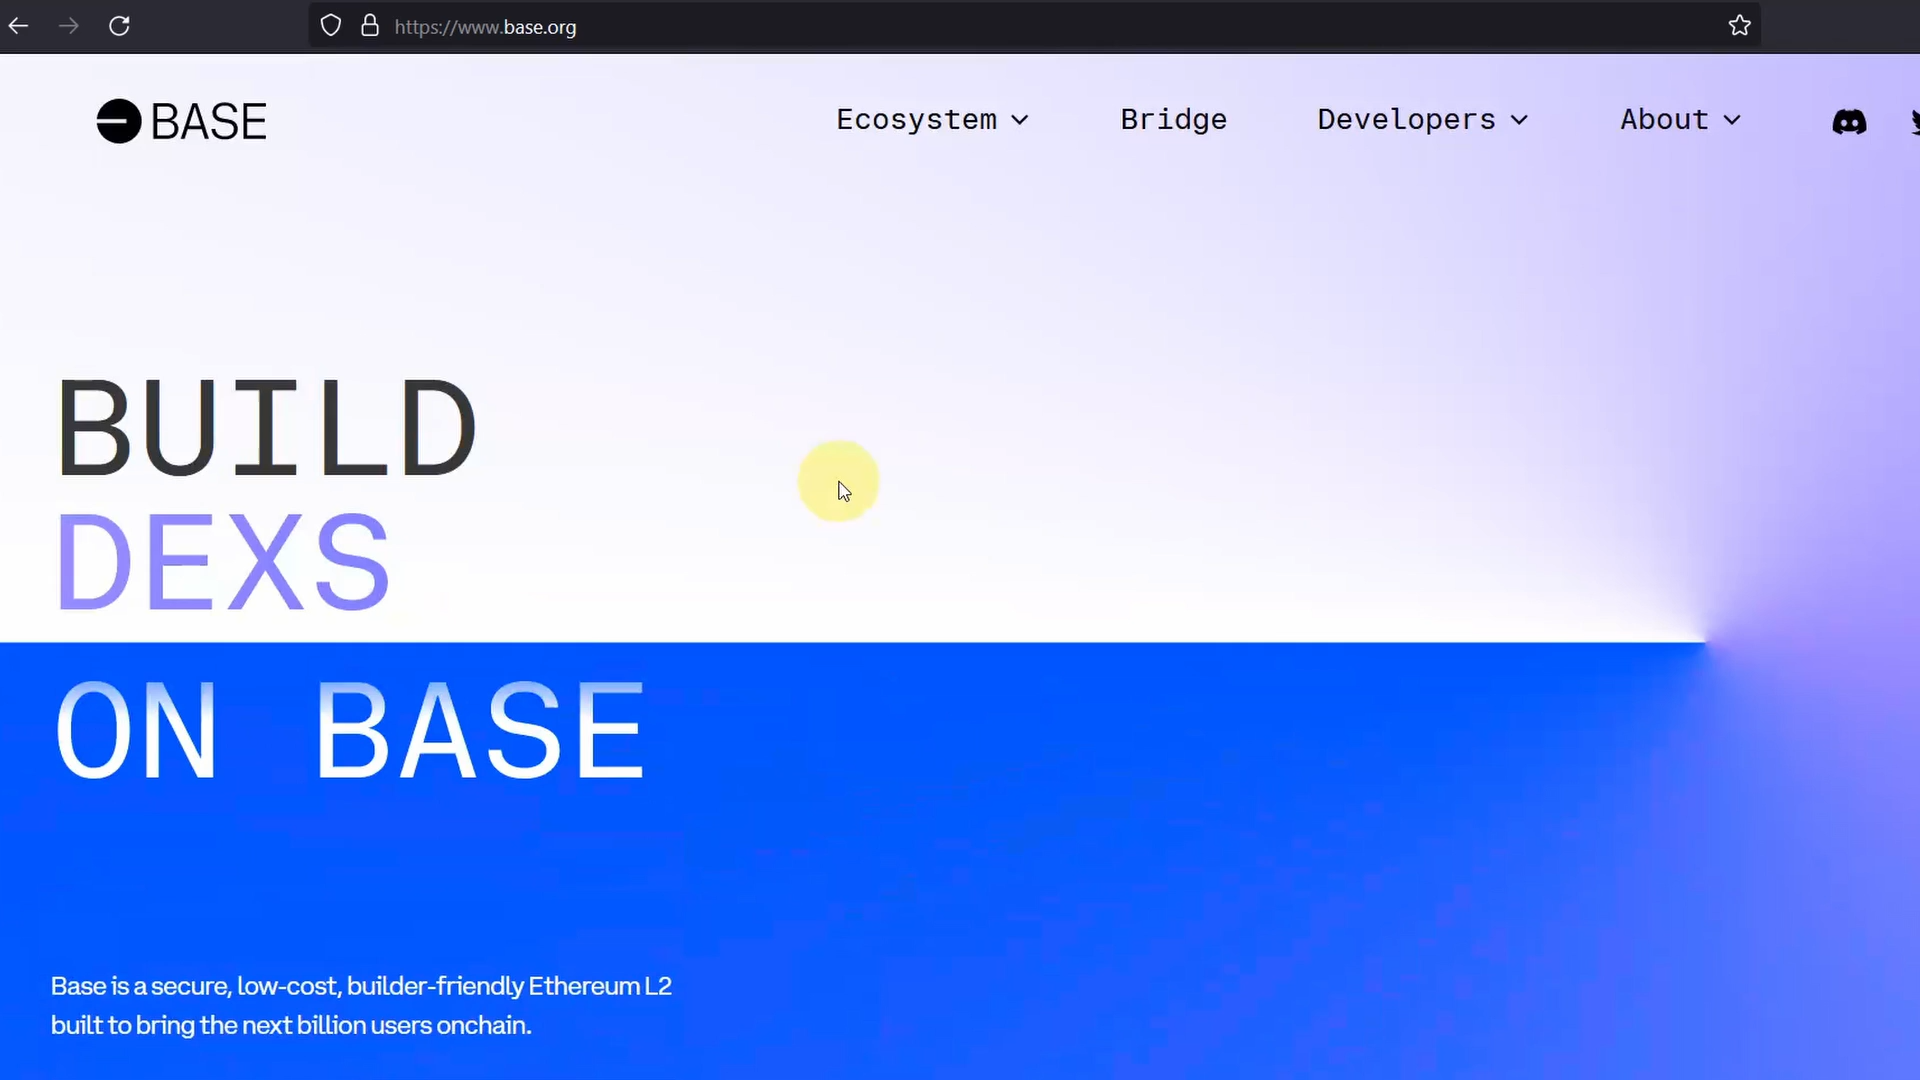 https://www.base.org
BASE
Ecosystem
Bridge
Developers
About
BUILD
DEXS
ON BASE
Base is a secure, low-cost, builder-friendly Ethereum L2
built to bring the next billion users onchain.